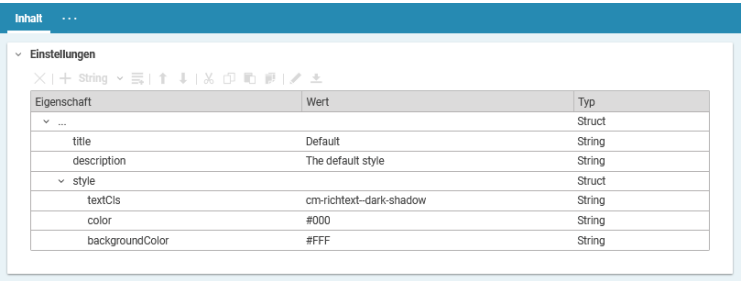 Inhalt ...
Einstellungen
String
Eigenschaft Wert Typ
... Struct
title Default String
description The default style String
style Struct
textCls cm-richtext--dark-shadow String
color #000 String
backgroundColor #FFF String